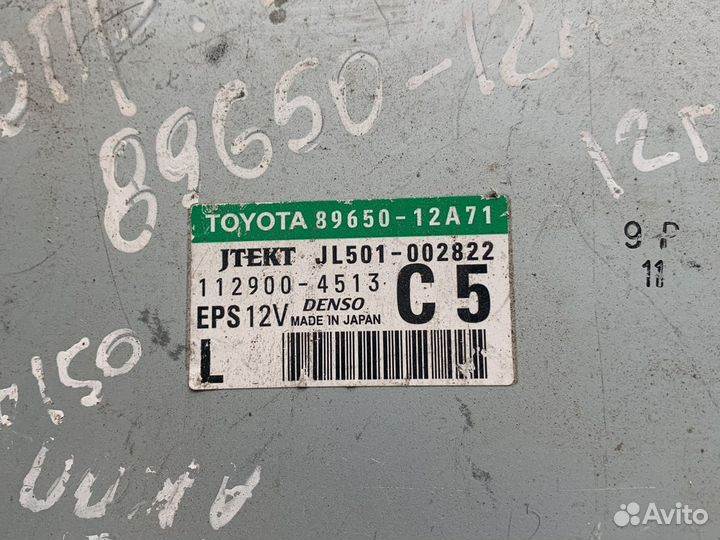 89650-12
12г
TOYOTA 89650-12A71
JTEKT JL501-002822
112900-4513 C5
EPS 12V DENSO MADE IN JAPAN
L
9 P
11
150
Avito